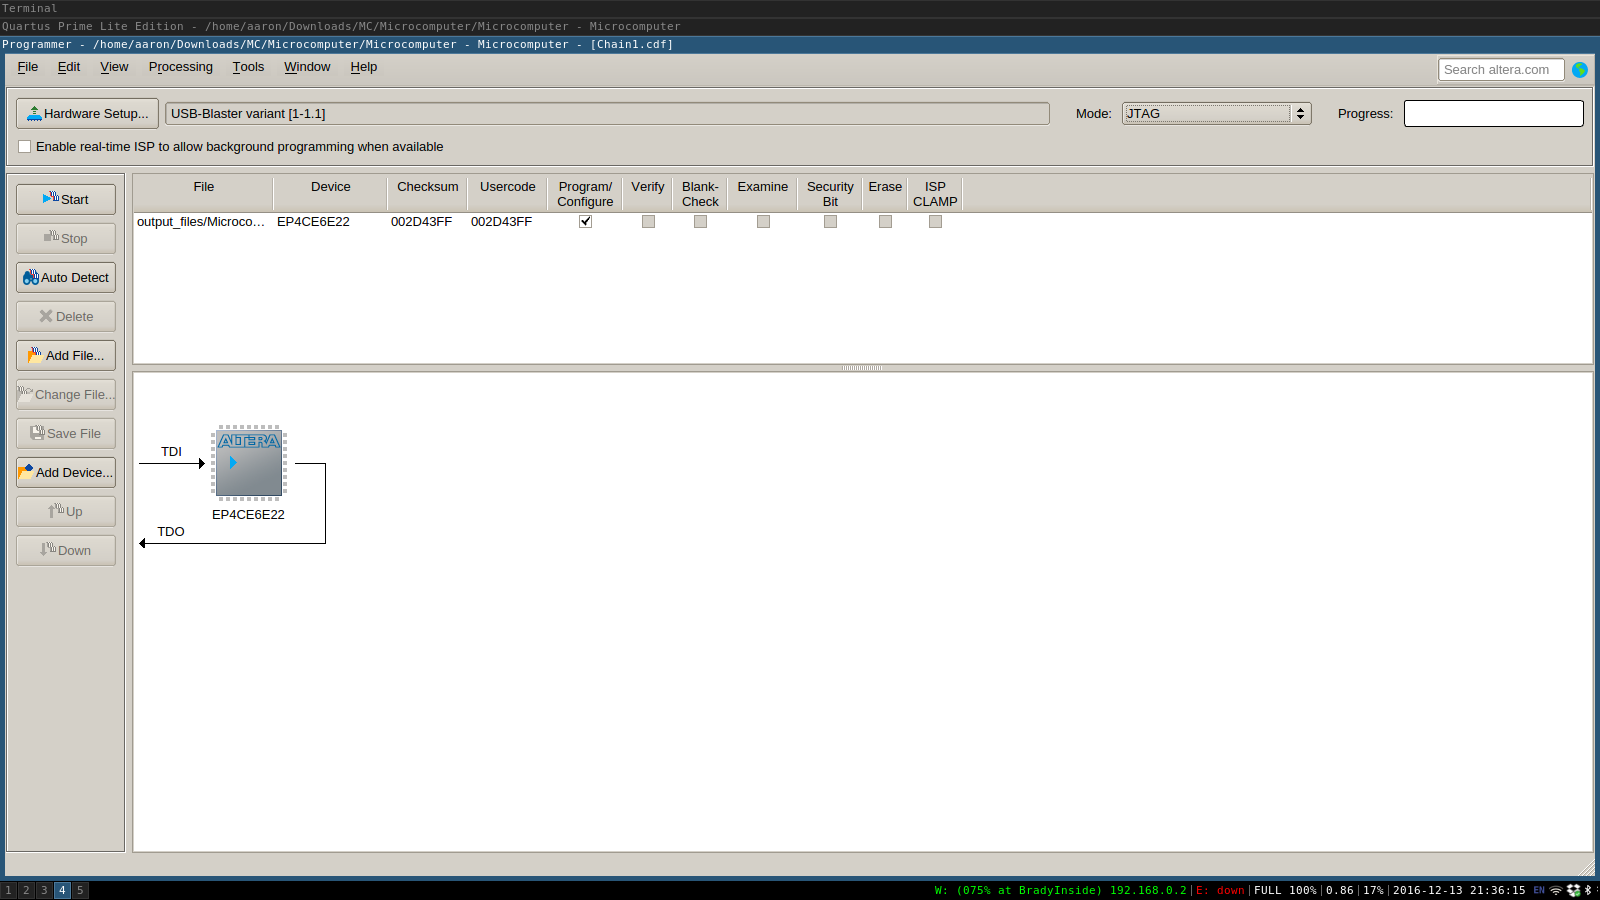 Terminal
Quartus Prime Lite Edition - /home/aaron/Downloads/MC/Microcomputer/Microcomputer - Microcomputer
Programmer - /home/aaron/Downloads/MC/Microcomputer/Microcomputer - Microcomputer - [Chain1.cdf]
File Edit View Processing Tools Window Help Search altera.com
Hardware Setup... USB-Blaster variant [1-1.1] Mode: JTAG Progress:
Enable real-time ISP to allow background programming when available
File Device Checksum Usercode Program/ Verify Blank- Examine Security Erase ISP
Configure Check Bit CLAMP
output_files/Microco... EP4CE6E22 002D43FF 002D43FF
Start
Stop
Auto Detect
Delete
Add File...
Change File...
Save File
Add Device...
Up
Down
ALTERA
TDI
EP4CE6E22
TDO
1 2 3 4 5 W: (075% at BradyInside) 192.168.0.2|E: down|FULL 100%|0.86|17%|2016-12-13 21:36:15 EN